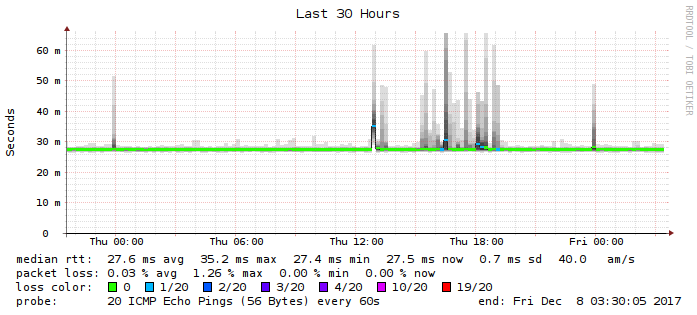 Last 30 Hours
RRDTOOL / TOBI OETIKER
Seconds
60 m
50 m
40 m
30 m
20 m
10 m
0
Thu 00:00 Thu 06:00 Thu 12:00 Thu 18:00 Fri 00:00
median rtt: 27.6 ms avg 35.2 ms max 27.4 ms min 27.5 ms now 0.7 ms sd 40.0 am/s
packet loss: 0.03 % avg 1.26 % max 0.00 % min 0.00 % now
loss color: 0 1/20 2/20 3/20 4/20 10/20 19/20
probe: 20 ICMP Echo Pings (56 Bytes) every 60s end: Fri Dec 8 03:30:05 2017